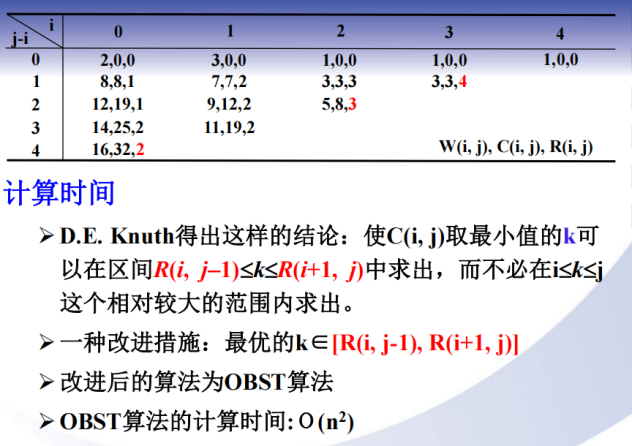 i
j-i
0 1 2 3 4
0 2,0,0 3,0,0 1,0,0 1,0,0 1,0,0
1 8,8,1 7,7,2 3,3,3 3,3,4
2 12,19,1 9,12,2 5,8,3
3 14,25,2 11,19,2
4 16,32,2 W(i, j), C(i, j), R(i, j)
计算时间
➢ D.E. Knuth得出这样的结论：使C(i, j)取最小值的k可
以在区间R(i, j–1)≤k≤R(i+1, j)中求出，而不必在i≤k≤j
这个相对较大的范围内求出。
➢ 一种改进措施：最优的k∈[R(i, j-1), R(i+1, j)]
➢ 改进后的算法为OBST算法
➢ OBST算法的计算时间:Ο(n²)